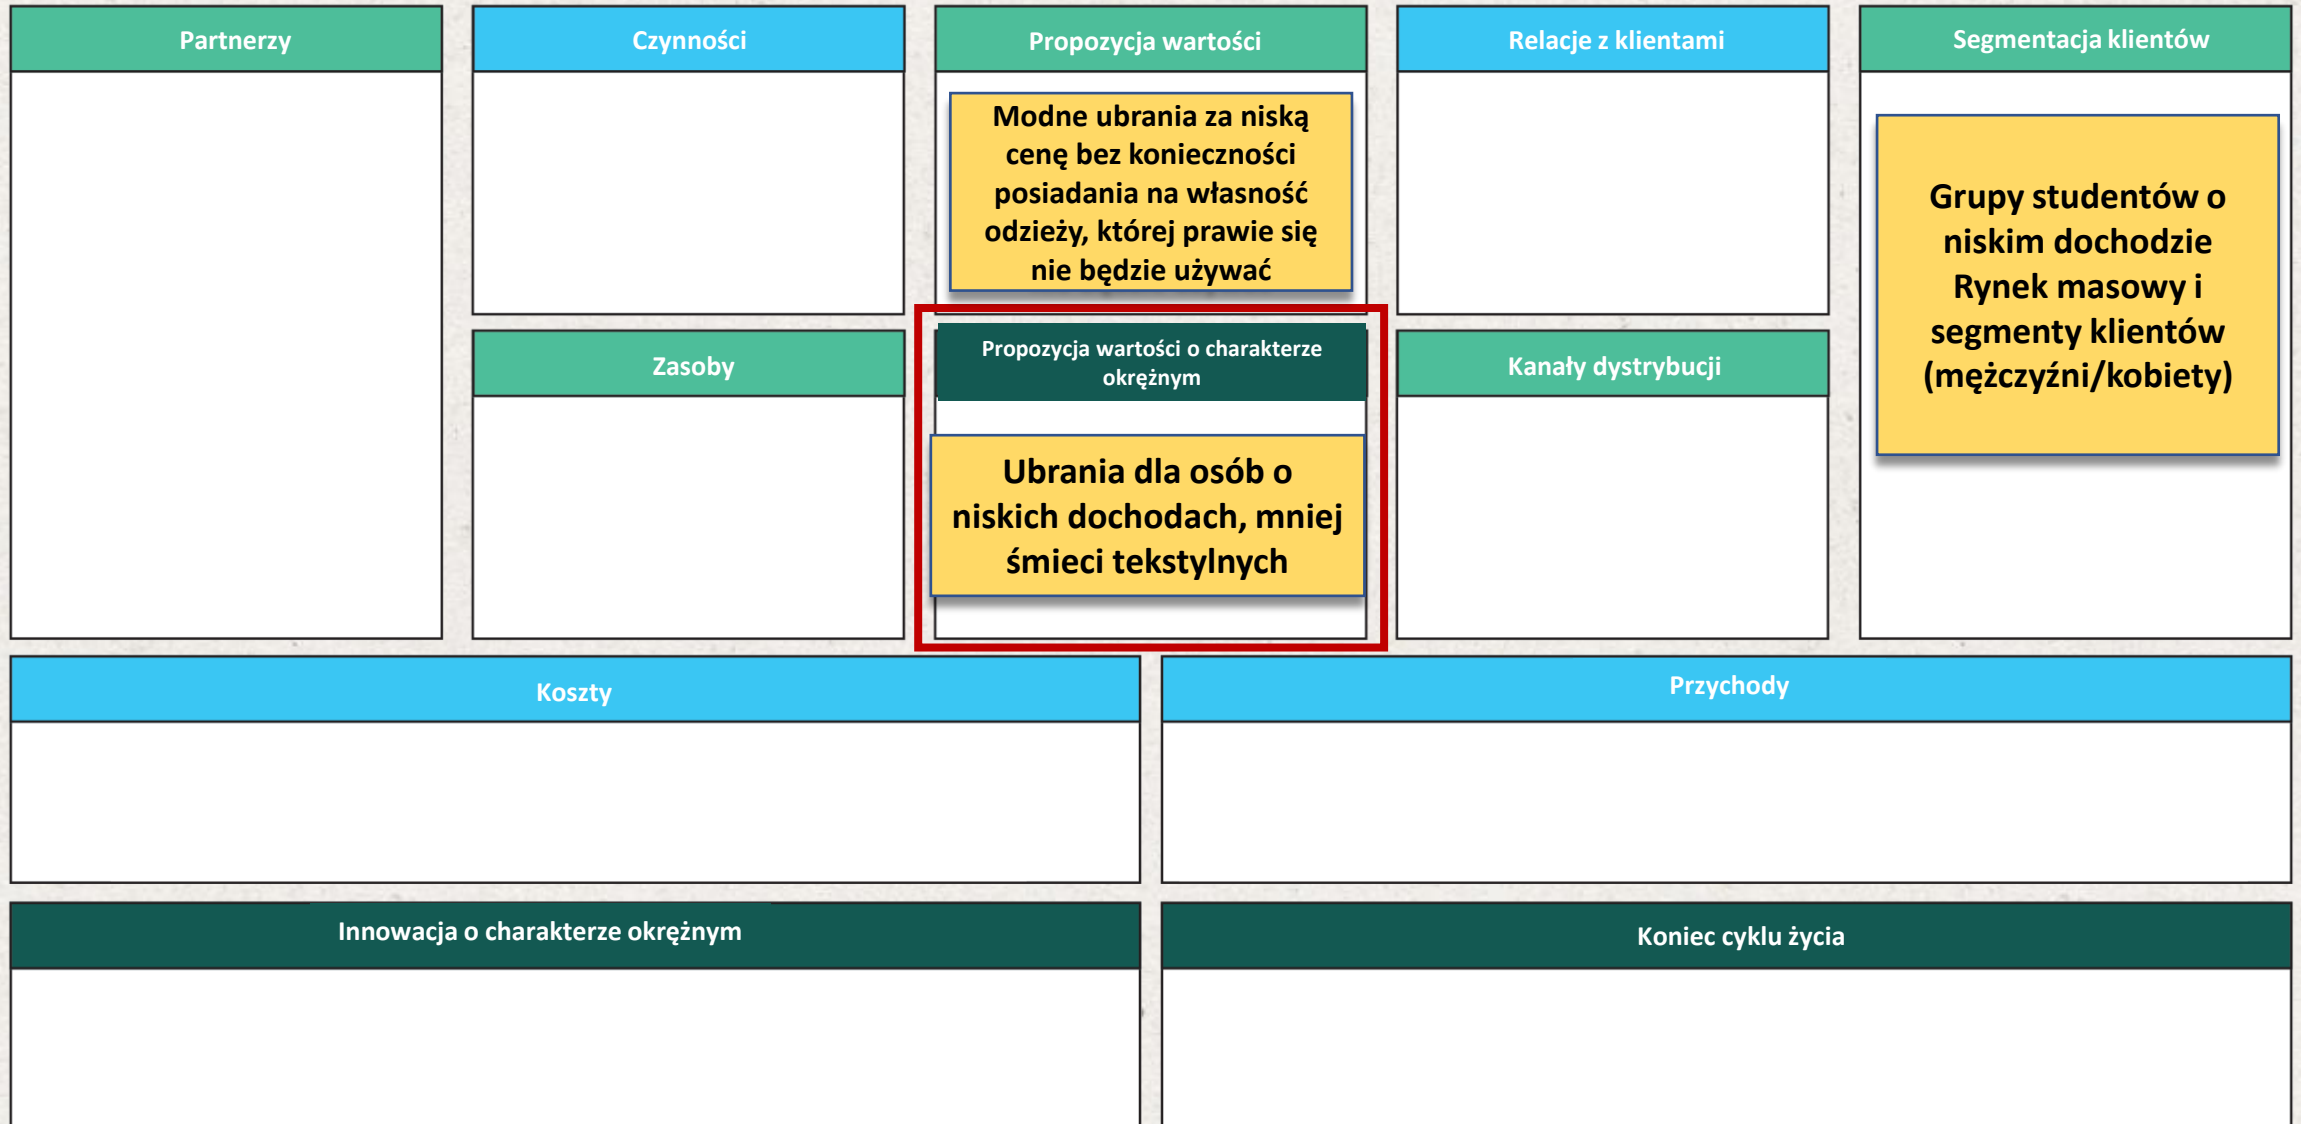 Partnerzy
Czynności
Propozycja wartości
Relacje z klientami
Segmentacja klientów
Modne ubrania za niską
cenę bez konieczności
posiadania na własność
odzieży, której prawie się
nie będzie używać
Grupy studentów o
niskim dochodzie
Rynek masowy i
segmenty klientów
(mężczyźni/kobiety)
Zasoby
Propozycja wartości o charakterze
okrężnym
Kanały dystrybucji
Ubrania dla osób o
niskich dochodach, mniej
śmieci tekstylnych
Koszty
Przychody
Innowacja o charakterze okrężnym
Koniec cyklu życia